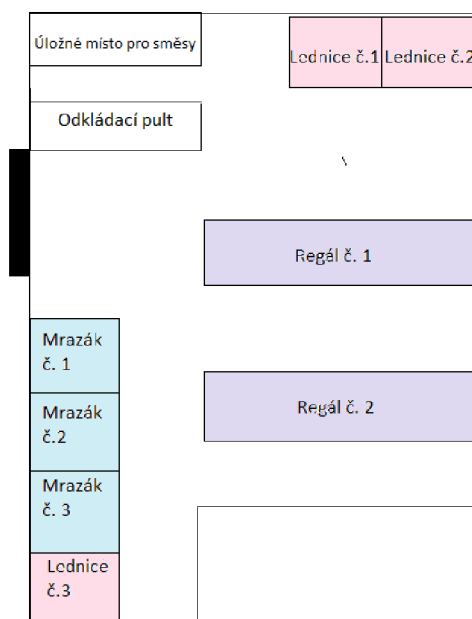 Úložné místo pro směsy
Lednice č.1
Lednice č.2
Odkládací pult
Regál č. 1
Mrazák
č. 1
Regál č. 2
Mrazák
č.2
Mrazák
č. 3
Lednice
č.3